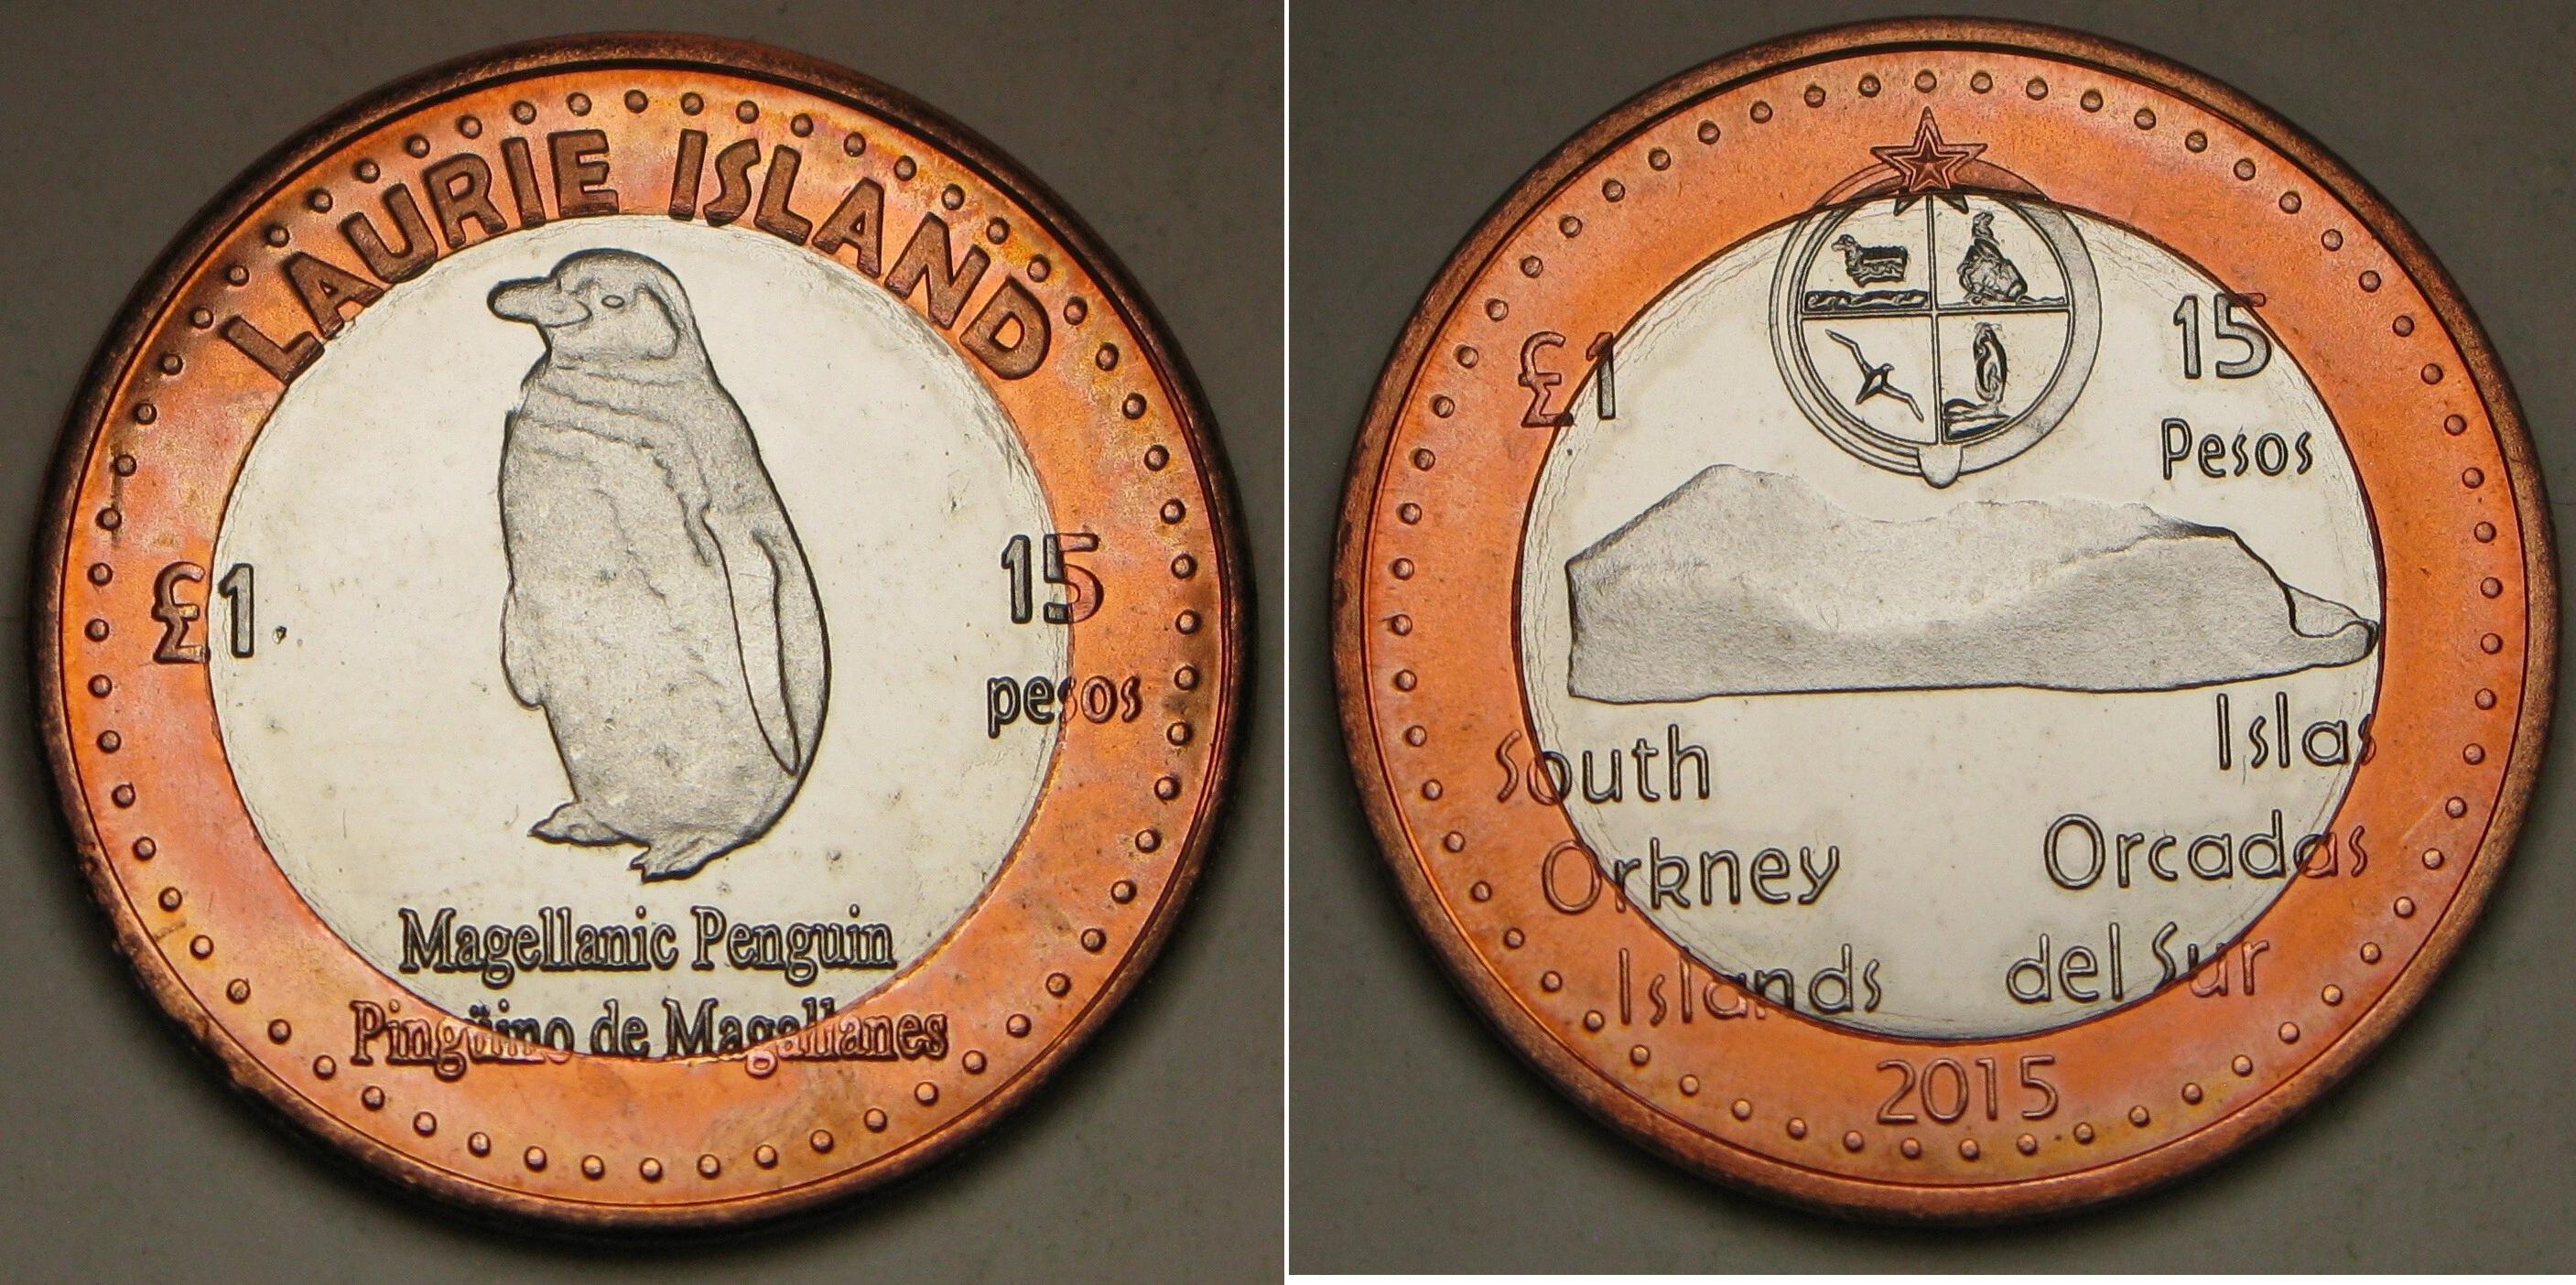 LAURIE ISLAND
£1.
15
pesos
Magellanic Penguin
Pingüino de Magallanes
£1
15
Pesos
South
Orkney
Islands
Islas
Orcadas
del Sur
2015